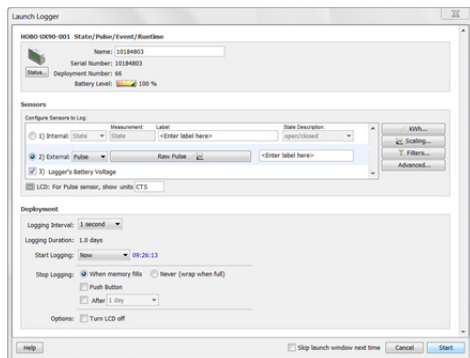 Launch Logger
HOBO UX90-001 State/Pulse/Event/Runtime
Name: 10184803
Serial Number: 10184803
Status... Deployment Number: 66
Battery Level: 100 %
Sensors
Configure Sensors to Log:
Measurement: Label: State Description:
1) Internal: State State <Enter label here> open/closed
kWh...
Scaling...
2) External: Pulse Raw Pulse <Enter label here>
Filters...
3) Logger's Battery Voltage
Advanced...
LCD: For Pulse sensor, show units CTS
Deployment
Logging Interval: 1 second
Logging Duration: 1.0 days
Start Logging: Now 09:26:13
Stop Logging: When memory fills Never (wrap when full)
Push Button
After 1 day
Options: Turn LCD off
Help Skip launch window next time Cancel Start